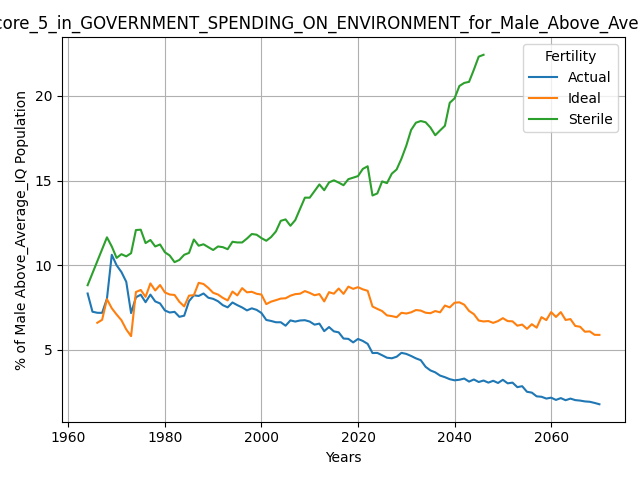 core_5_in_GOVERNMENT_SPENDING_ON_ENVIRONMENT_for_Male_Above_Ave
% of Male Above_Average_IQ Population
20
15
10
5
Fertility
Actual
Ideal
Sterile
1960 1980 2000 2020 2040 2060
Years